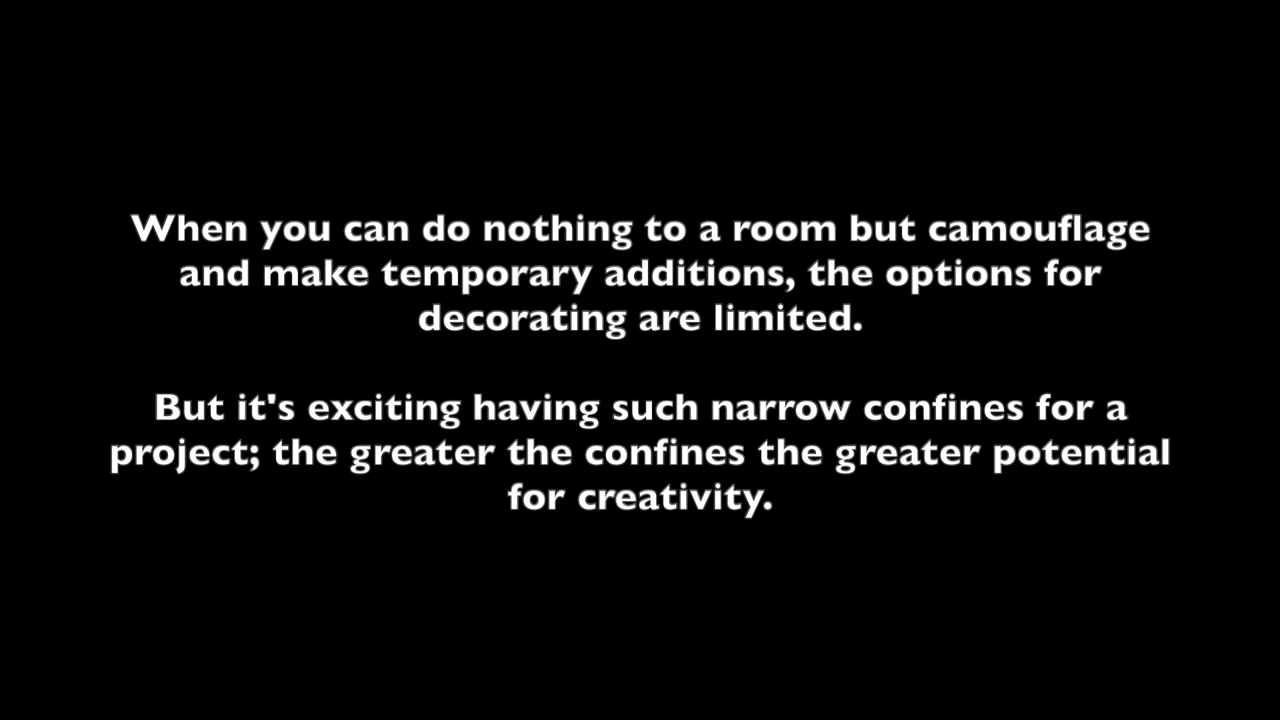 When you can do nothing to a room but camouflage
and make temporary additions, the options for
decorating are limited.
But it's exciting having such narrow confines for a
project; the greater the confines the greater potential
for creativity.